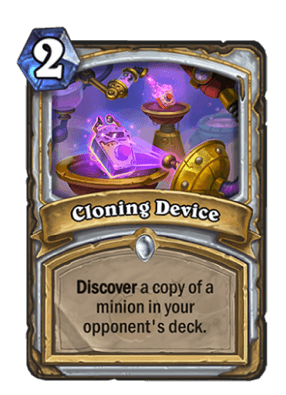 2
Cloning Device
Discover a copy of a
minion in your
opponent's deck.